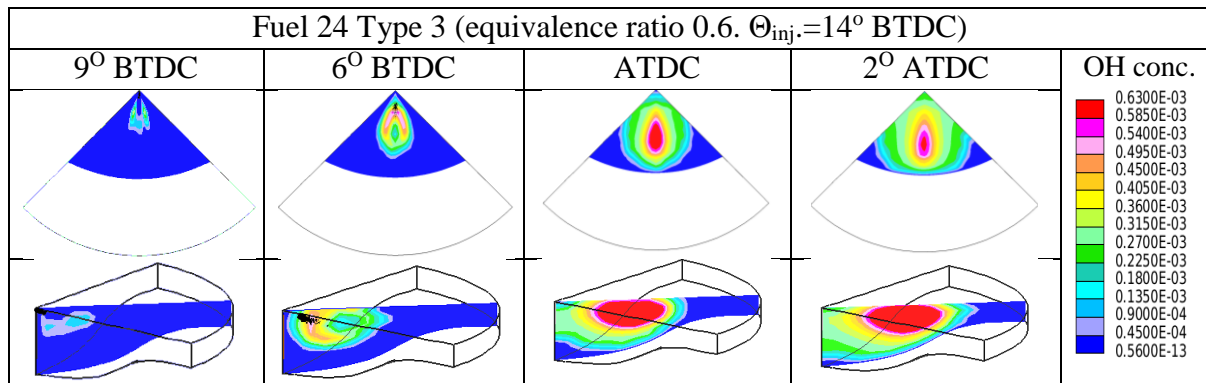 Fuel 24 Type 3 (equivalence ratio 0.6. Θinj.=14° BTDC)
9° BTDC
6° BTDC
ATDC
2° ATDC
OH conc.
0.6300E-03
0.5850E-03
0.5400E-03
0.4950E-03
0.4500E-03
0.4050E-03
0.3600E-03
0.3150E-03
0.2700E-03
0.2250E-03
0.1800E-03
0.1350E-03
0.9000E-04
0.4500E-04
0.5600E-13